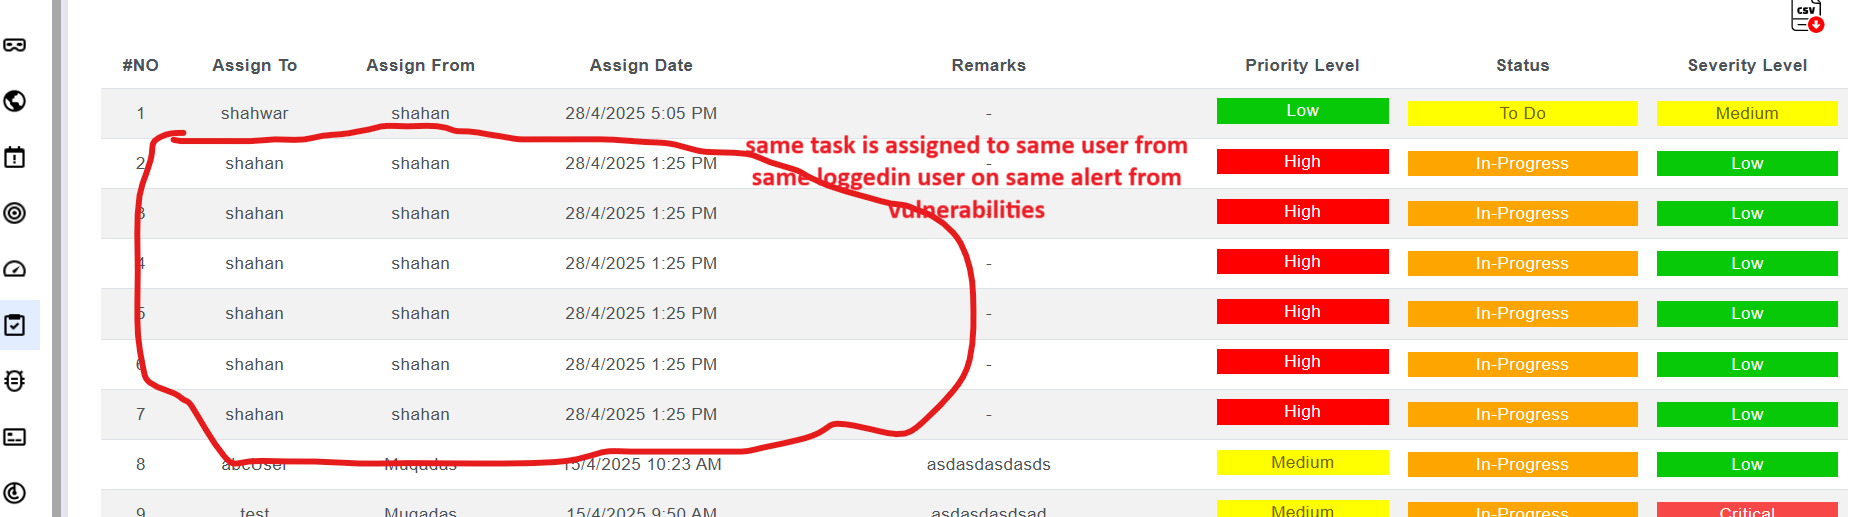 CSV
#NO Assign To Assign From Assign Date Remarks Priority Level Status Severity Level
1 shahwar shahan 28/4/2025 5:05 PM - Low To Do Medium
same task is assigned to same user from
2 shahan shahan 28/4/2025 1:25 PM - High In-Progress Low
same loggedin user on same alert from
vulnerabilities
3 shahan shahan 28/4/2025 1:25 PM - High In-Progress Low
4 shahan shahan 28/4/2025 1:25 PM - High In-Progress Low
5 shahan shahan 28/4/2025 1:25 PM - High In-Progress Low
6 shahan shahan 28/4/2025 1:25 PM - High In-Progress Low
7 shahan shahan 28/4/2025 1:25 PM - High In-Progress Low
8 abcUser Muqadas 15/4/2025 10:23 AM asdasdasdasds Medium In-Progress Low
9 test Muqadas 15/4/2025 9:50 AM asdasdsadsad Medium In-Progress Critical